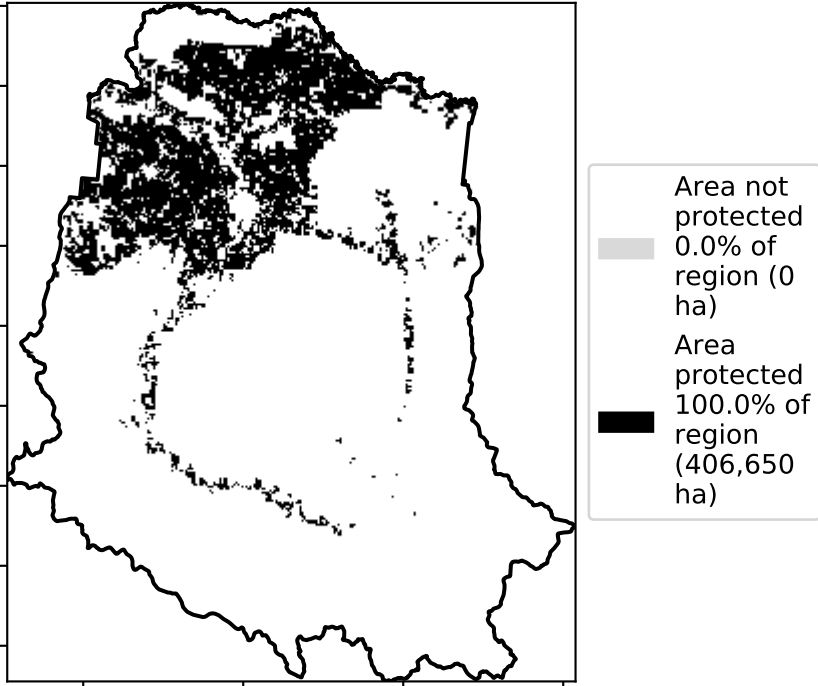 Area not
protected
0.0% of
region (0
ha)
Area
protected
100.0% of
region
(406,650
ha)